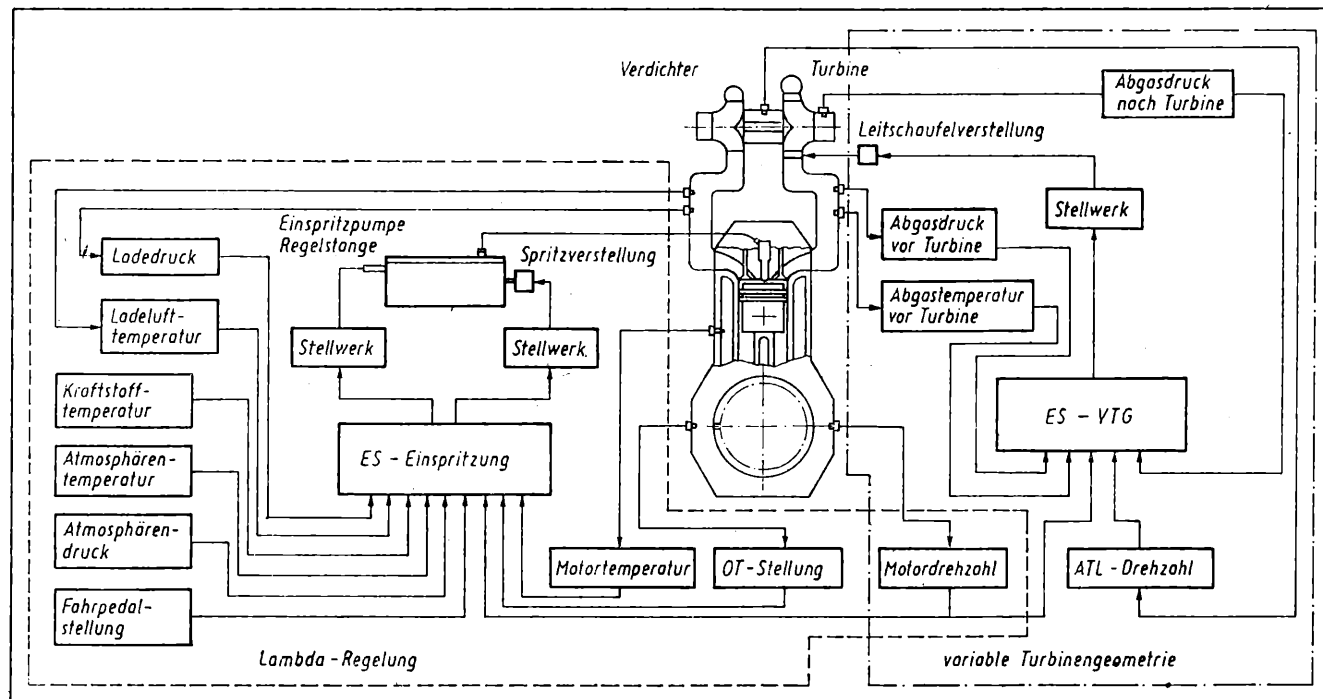 Verdichter
Turbine
Abgasdruck
nach Turbine
Leitschaufelverstellung
Einspritzpumpe
Regelstange
Spritzverstellung
Ladedruck
Abgasdruck
vor Turbine
Stellwerk
Ladeluft-
temperatur
Abgastemperatur
vor Turbine
Stellwerk
Stellwerk.
Kraftstoff-
temperatur
ES - VTG
Atmosphären-
temperatur
ES - Einspritzung
Atmosphären-
druck
Motortemperatur
OT-Stellung
Motordrehzahl
ATL - Drehzahl
Fahrpedal-
stellung
Lambda - Regelung
variable Turbinengeometrie